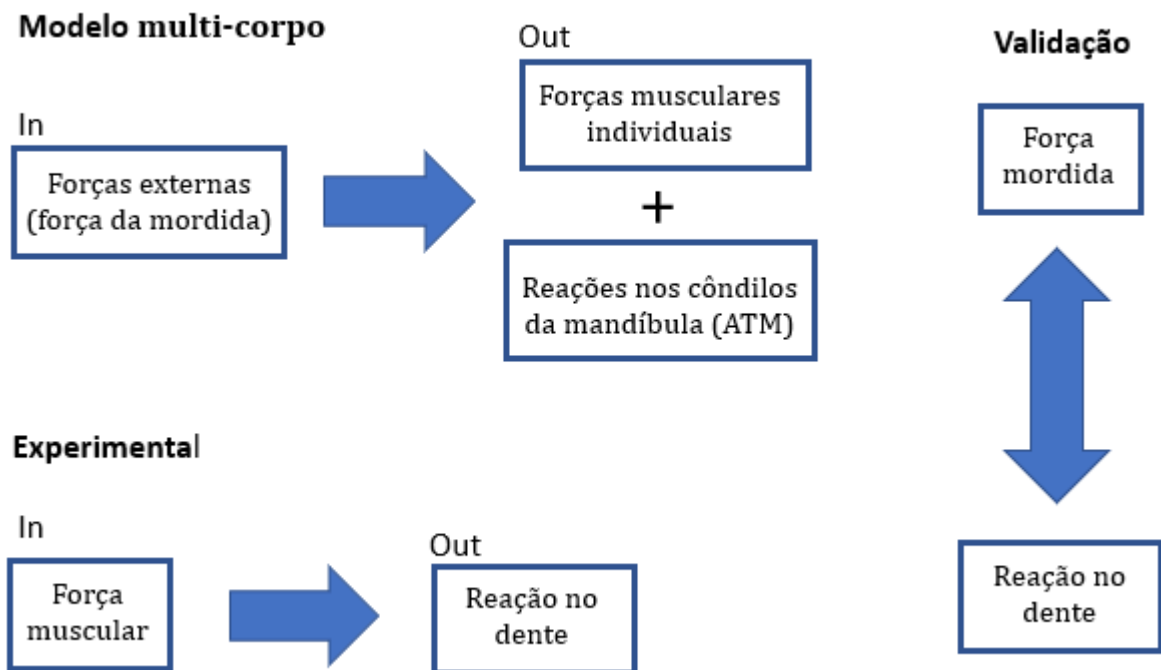 Modelo multi-corpo
In
Forças externas
(força da mordida)
Out
Forças musculares
individuais
+
Reações nos côndilos
da mandíbula (ATM)
Validação
Força
mordida
Reação no
dente
Experimental
In
Força
muscular
Out
Reação no
dente